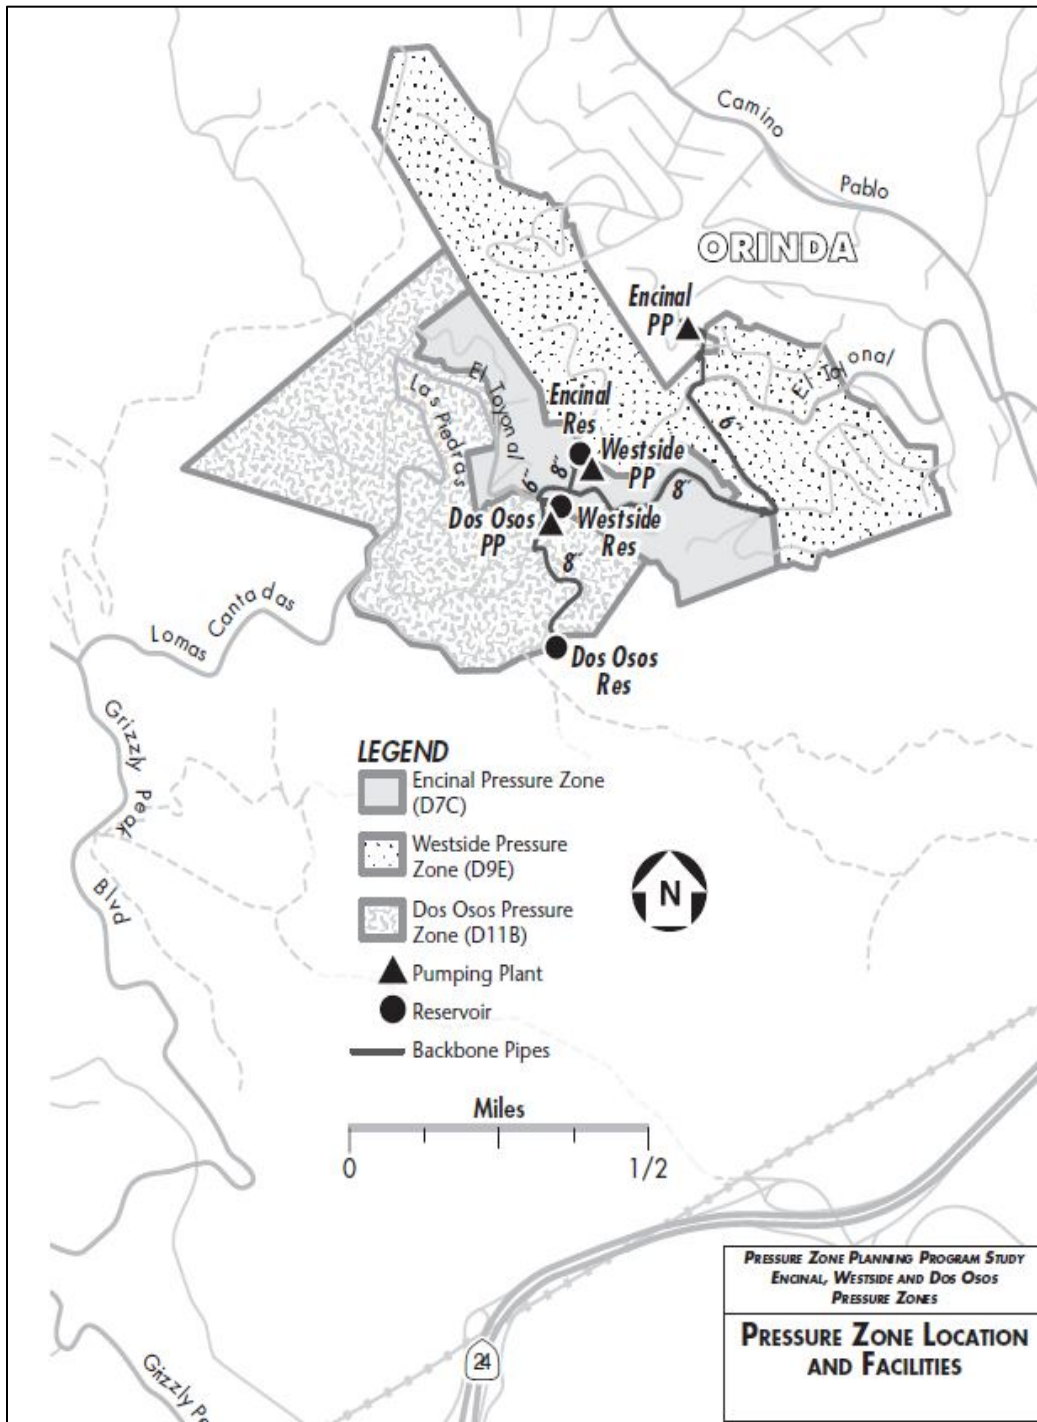 Camino
Pablo
ORINDA
Encinal
PP
El Toyonal
El Toyonal
Las Piedras
Encinal
Res
6"
Westside
PP
8"
6"
8"
Dos Osos
PP
Westside
Res
8"
Lomas Cantadas
Dos Osos
Res
Grizzly Peak
Blvd
LEGEND
Encinal Pressure Zone
(D7C)
Westside Pressure
Zone (D9E)
Dos Osos Pressure
Zone (D11B)
Pumping Plant
Reservoir
Backbone Pipes
N
Miles
0
1/2
24
Grizzly Pe
PRESSURE ZONE PLANNING PROGRAM STUDY
ENCINAL, WESTSIDE AND DOS OSOS
PRESSURE ZONES
PRESSURE ZONE LOCATION
AND FACILITIES